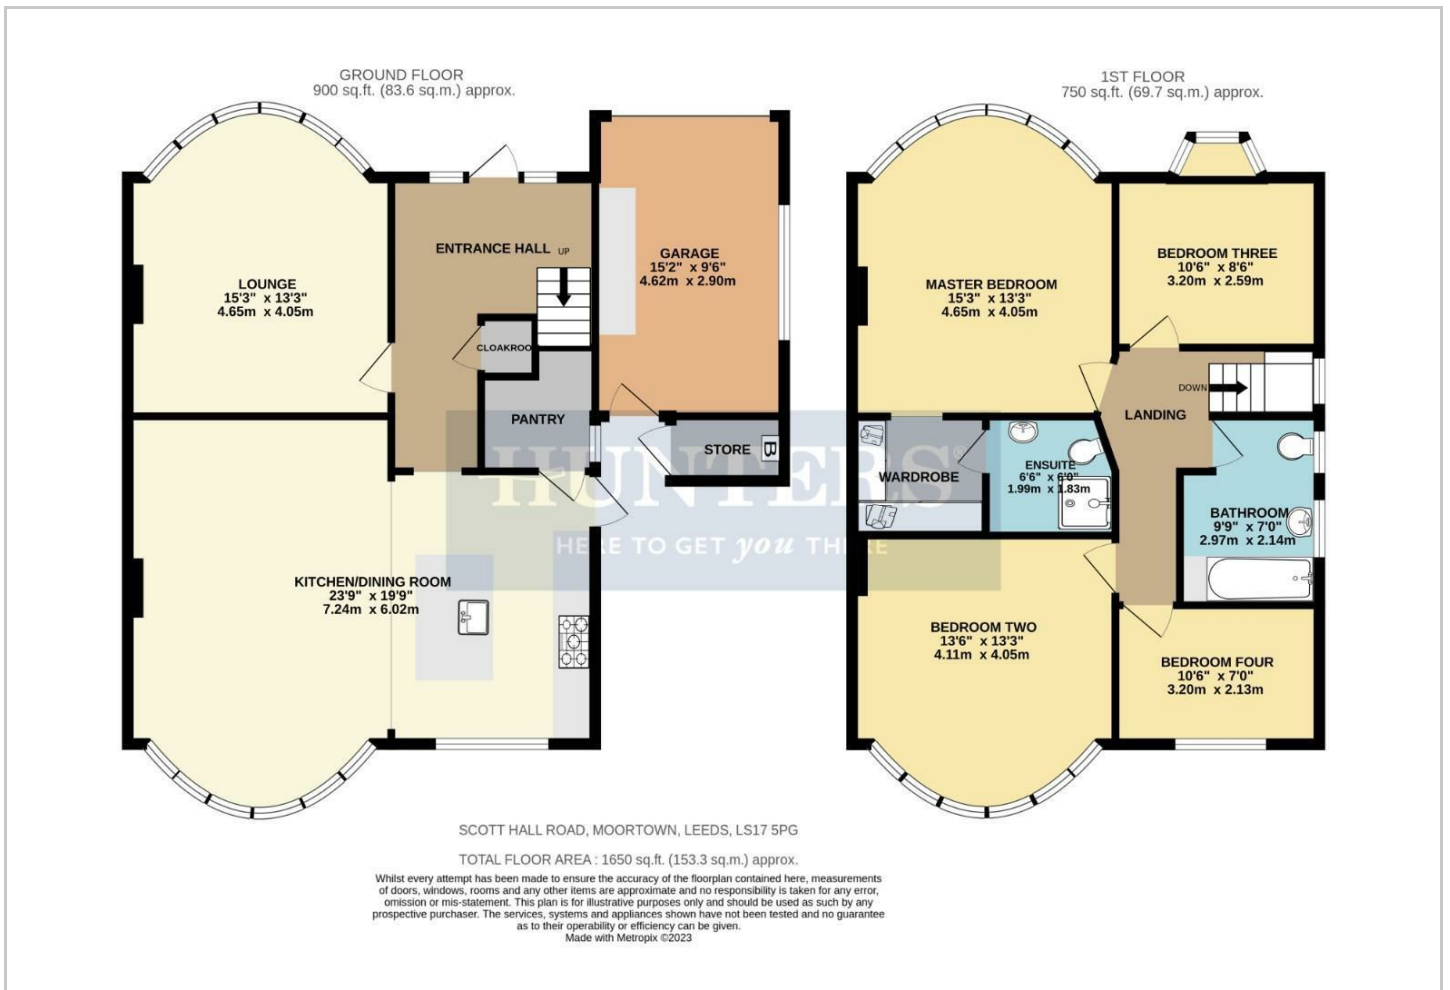 GROUND FLOOR
900 sq.ft. (83.6 sq.m.) approx.
LOUNGE
15'3" x 13'3"
4.65m x 4.05m
ENTRANCE HALL
UP
GARAGE
15'2" x 9'6"
4.62m x 2.90m
CLOAKROO
PANTRY
STORE
B
KITCHEN/DINING ROOM
23'9" x 19'9"
7.24m x 6.02m
1ST FLOOR
750 sq.ft. (69.7 sq.m.) approx.
MASTER BEDROOM
15'3" x 13'3"
4.65m x 4.05m
BEDROOM THREE
10'6" x 8'6"
3.20m x 2.59m
DOWN
LANDING
WARDROBE
ENSUITE
6'6" x 6'0"
1.99m x 1.83m
BATHROOM
9'9" x 7'0"
2.97m x 2.14m
BEDROOM TWO
13'6" x 13'3"
4.11m x 4.05m
BEDROOM FOUR
10'6" x 7'0"
3.20m x 2.13m
HUNTERS®
HERE TO GET you THERE
SCOTT HALL ROAD, MOORTOWN, LEEDS, LS17 5PG
TOTAL FLOOR AREA : 1650 sq.ft. (153.3 sq.m.) approx.
Whilst every attempt has been made to ensure the accuracy of the floorplan contained here, measurements
of doors, windows, rooms and any other items are approximate and no responsibility is taken for any error,
omission or mis-statement. This plan is for illustrative purposes only and should be used as such by any
prospective purchaser. The services, systems and appliances shown have not been tested and no guarantee
as to their operability or efficiency can be given.
Made with Metropix ©2023